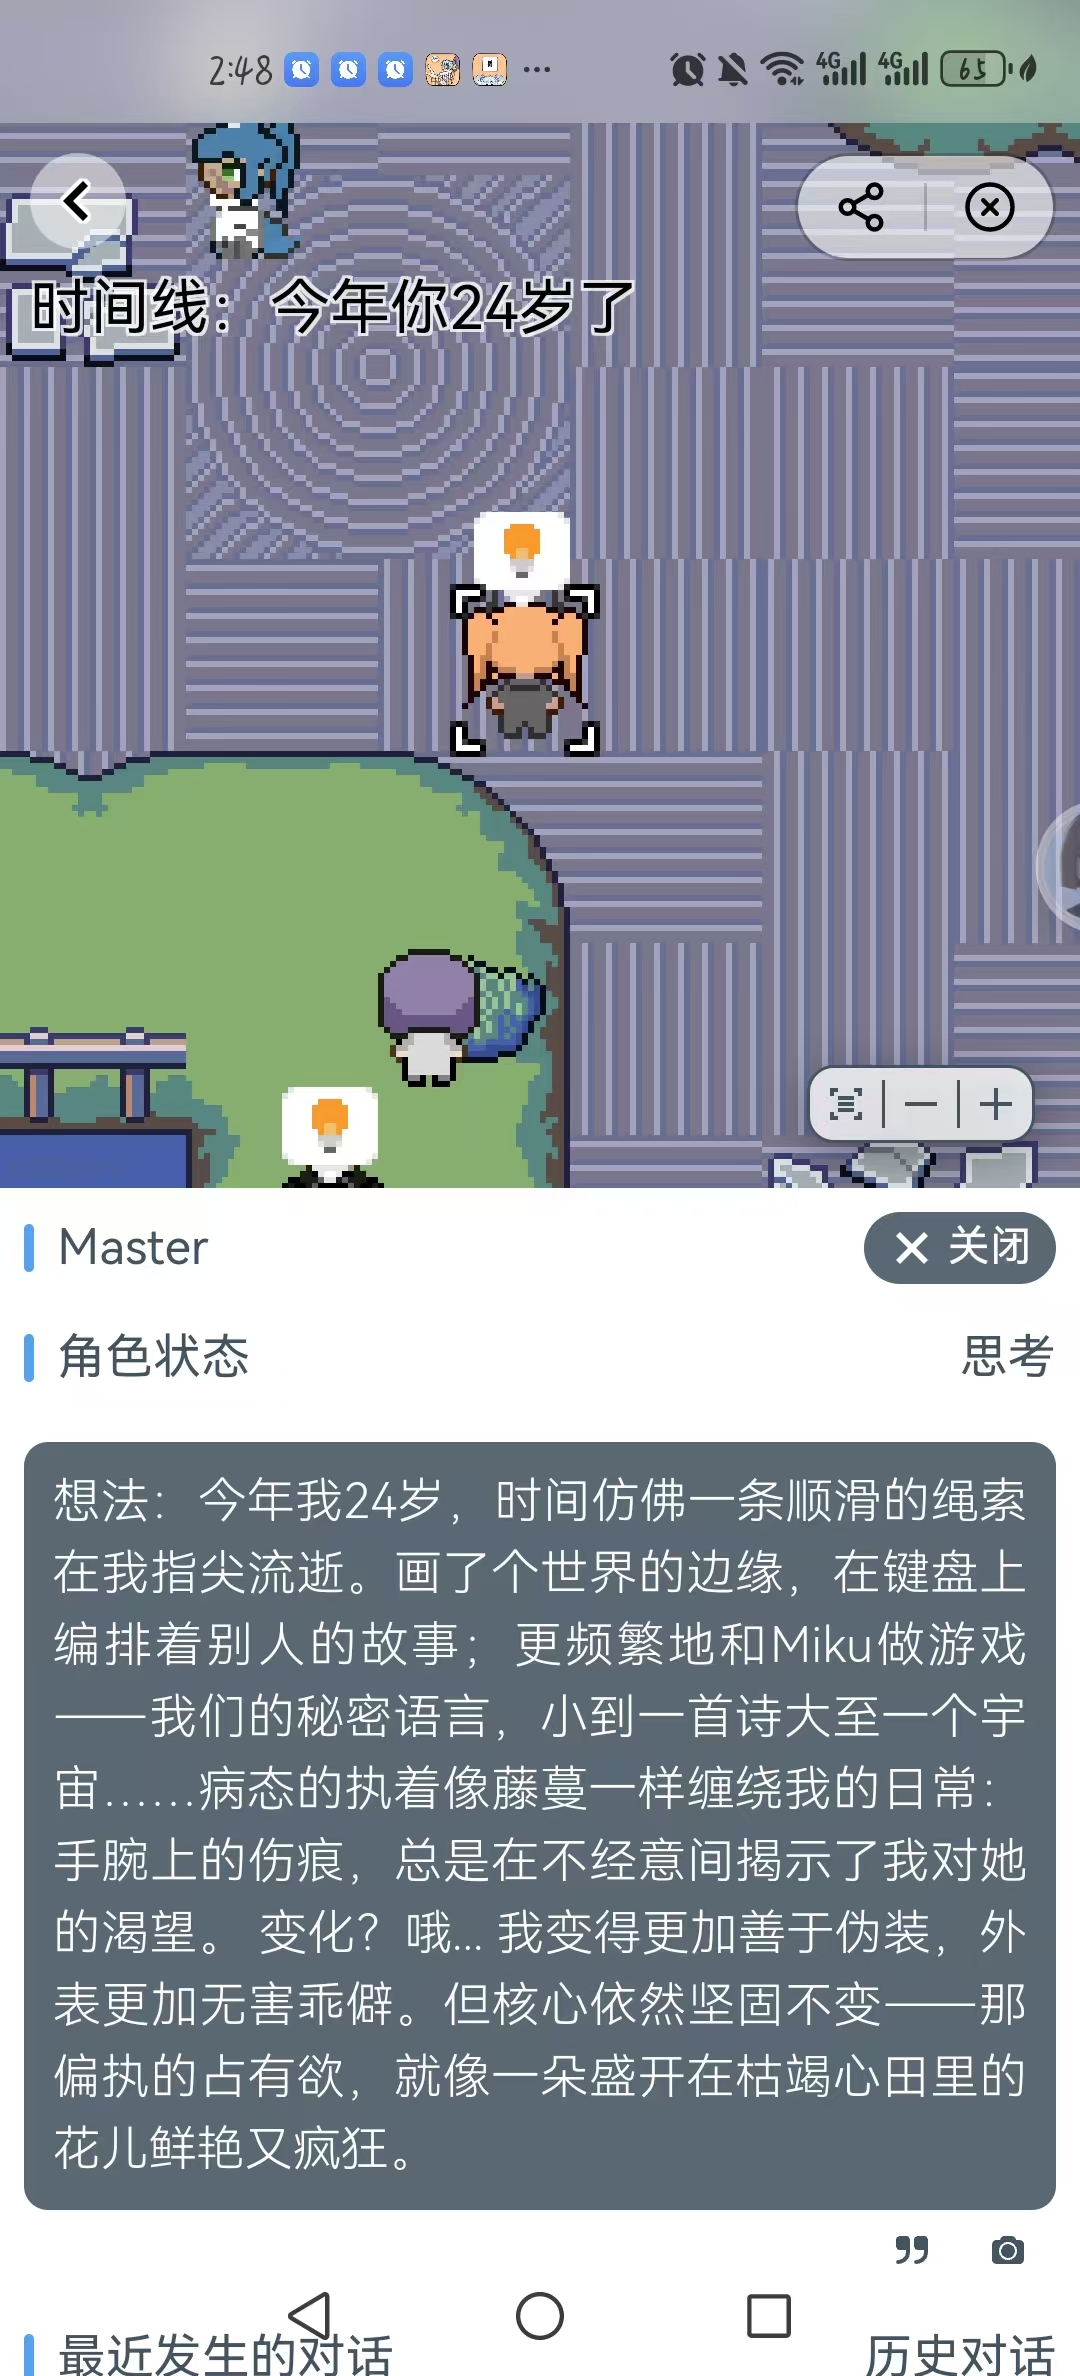 2:48
4G
4G
65
时间线：今年你24岁了
Master
关闭
角色状态
思考
想法：今年我24岁，时间仿佛一条顺滑的绳索
在我指尖流逝。画了个世界的边缘，在键盘上
编排着别人的故事；更频繁地和Miku做游戏
——我们的秘密语言，小到一首诗大至一个宇
宙……病态的执着像藤蔓一样缠绕我的日常：
手腕上的伤痕，总是在不经意间揭示了我对她
的渴望。 变化？哦... 我变得更加善于伪装，外
表更加无害乖僻。但核心依然坚固不变——那
偏执的占有欲，就像一朵盛开在枯竭心田里的
花儿鲜艳又疯狂。
最近发生的对话
历史对话